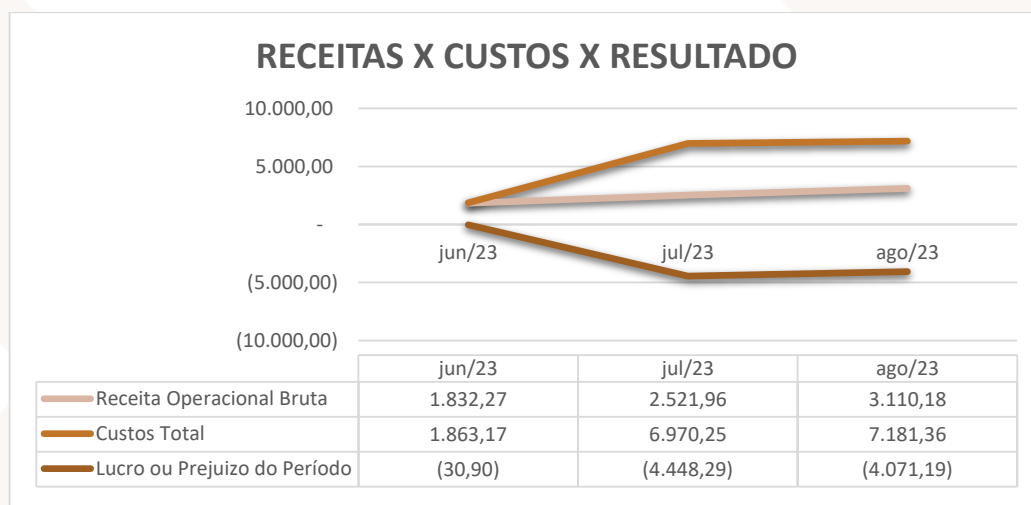 RECEITAS X CUSTOS X RESULTADO
10.000,00
5.000,00
-
(5.000,00)
(10.000,00)
jun/23 jul/23 ago/23
jun/23 jul/23 ago/23
Receita Operacional Bruta 1.832,27 2.521,96 3.110,18
Custos Total 1.863,17 6.970,25 7.181,36
Lucro ou Prejuizo do Período (30,90) (4.448,29) (4.071,19)